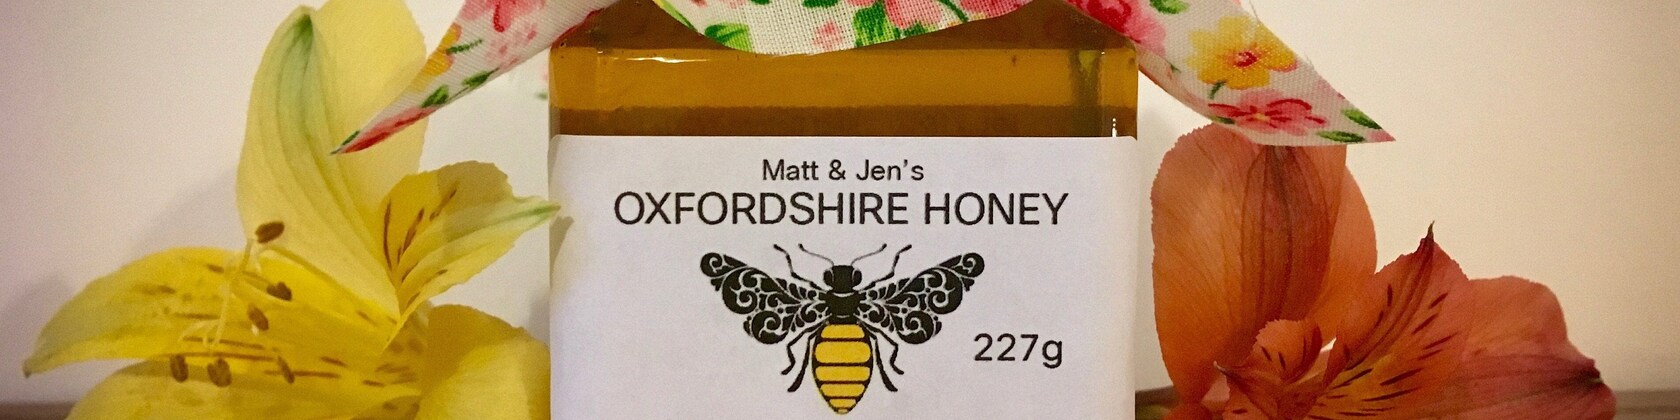 Matt & Jen's
OXFORDSHIRE HONEY
227g